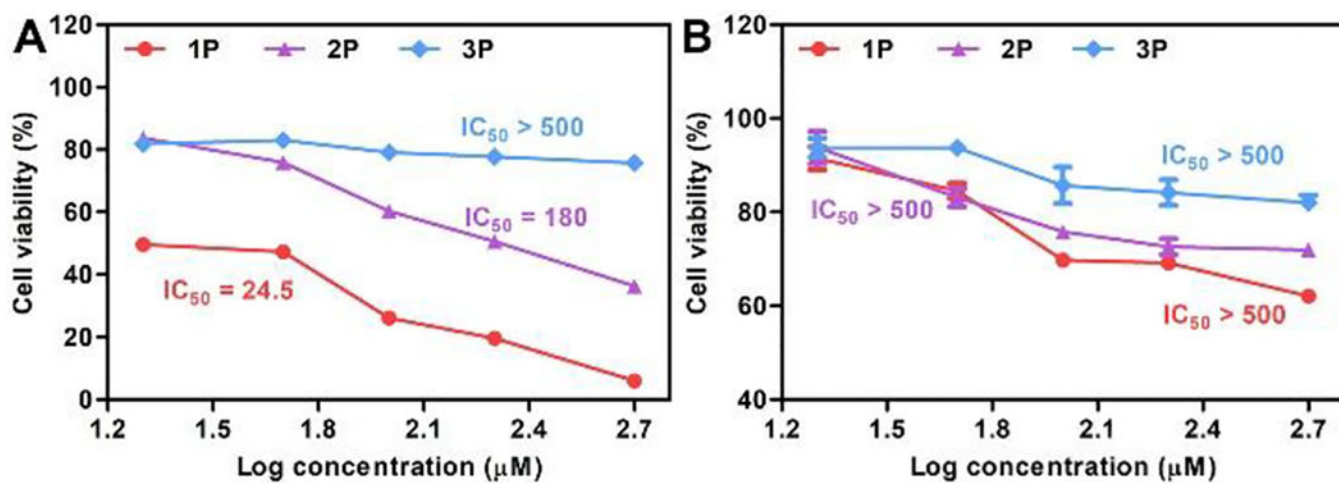 A
1P 2P 3P
120
100
80
60
40
20
0
Cell viability (%)
IC50 > 500
IC50 = 180
IC50 = 24.5
1.2 1.5 1.8 2.1 2.4 2.7
Log concentration (μM)
B
1P 2P 3P
120
100
80
60
40
Cell viability (%)
IC50 > 500
IC50 > 500
IC50 > 500
1.2 1.5 1.8 2.1 2.4 2.7
Log concentration (μM)